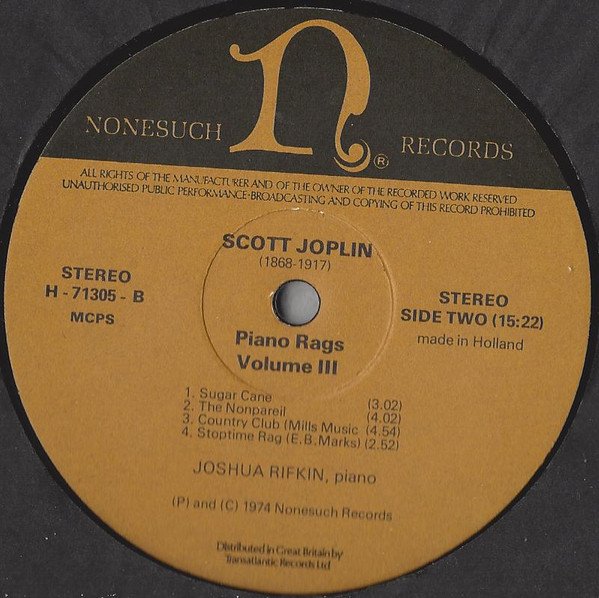 NONESUCH n® RECORDS
ALL RIGHTS OF THE MANUFACTURER AND OF THE OWNER OF THE RECORDED WORK RESERVED
UNAUTHORISED PUBLIC PERFORMANCE-BROADCASTING AND COPYING OF THIS RECORD PROHIBITED
SCOTT JOPLIN
(1868-1917)
STEREO
H - 71305 - B
MCPS
STEREO
SIDE TWO (15:22)
made in Holland
Piano Rags
Volume III
1. Sugar Cane (3.02)
2. The Nonpareil (4.02)
3. Country Club (Mills Music (4.54)
4. Stoptime Rag (E.B.Marks) (2.52)
JOSHUA RIFKIN, piano
(P) and (C) 1974 Nonesuch Records
Distributed in Great Britain by
Transatlantic Records Ltd